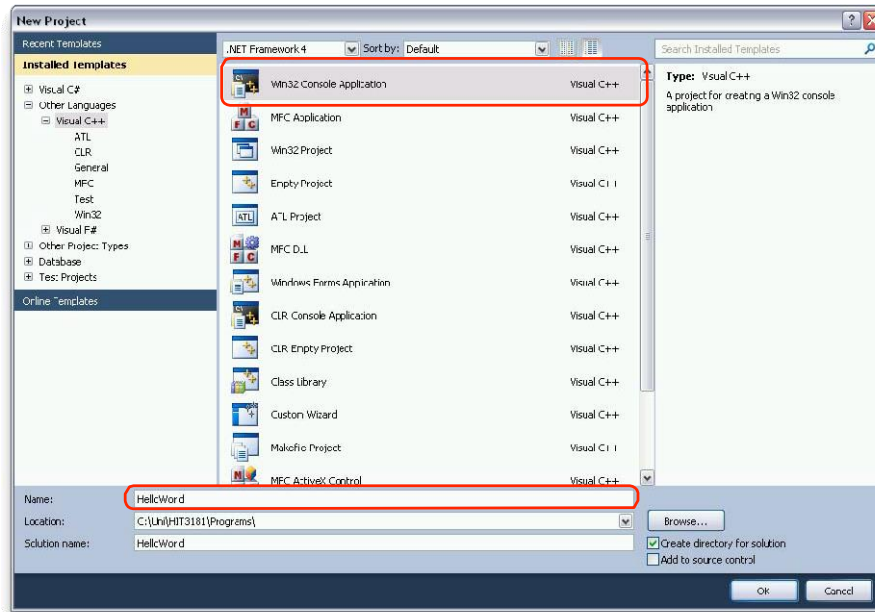 New Project
Recent Templates
Installed Templates
Visual C#
Other Languages
Visual C++
ATL
CLR
General
MFC
Test
Win32
Visual F#
Other Project Types
Database
Test Projects
Online Templates
.NET Framework 4 Sort by: Default
Win32 Console Application Visual C++
MFC Application Visual C++
Win32 Project Visual C++
Empty Project Visual C++
ATL Project Visual C++
MFC DLL Visual C++
Windows Forms Application Visual C++
CLR Console Application Visual C++
CLR Empty Project Visual C++
Class Library Visual C++
Custom Wizard Visual C++
Makefile Project Visual C++
MFC ActiveX Control Visual C++
Search Installed Templates
Type: Visual C++
A project for creating a Win32 console
application
Name: HelloWord
Location: C:\Uni\HIT3181\Programs\
Browse...
Solution name: HelloWord
Create directory for solution
Add to source control
OK Cancel